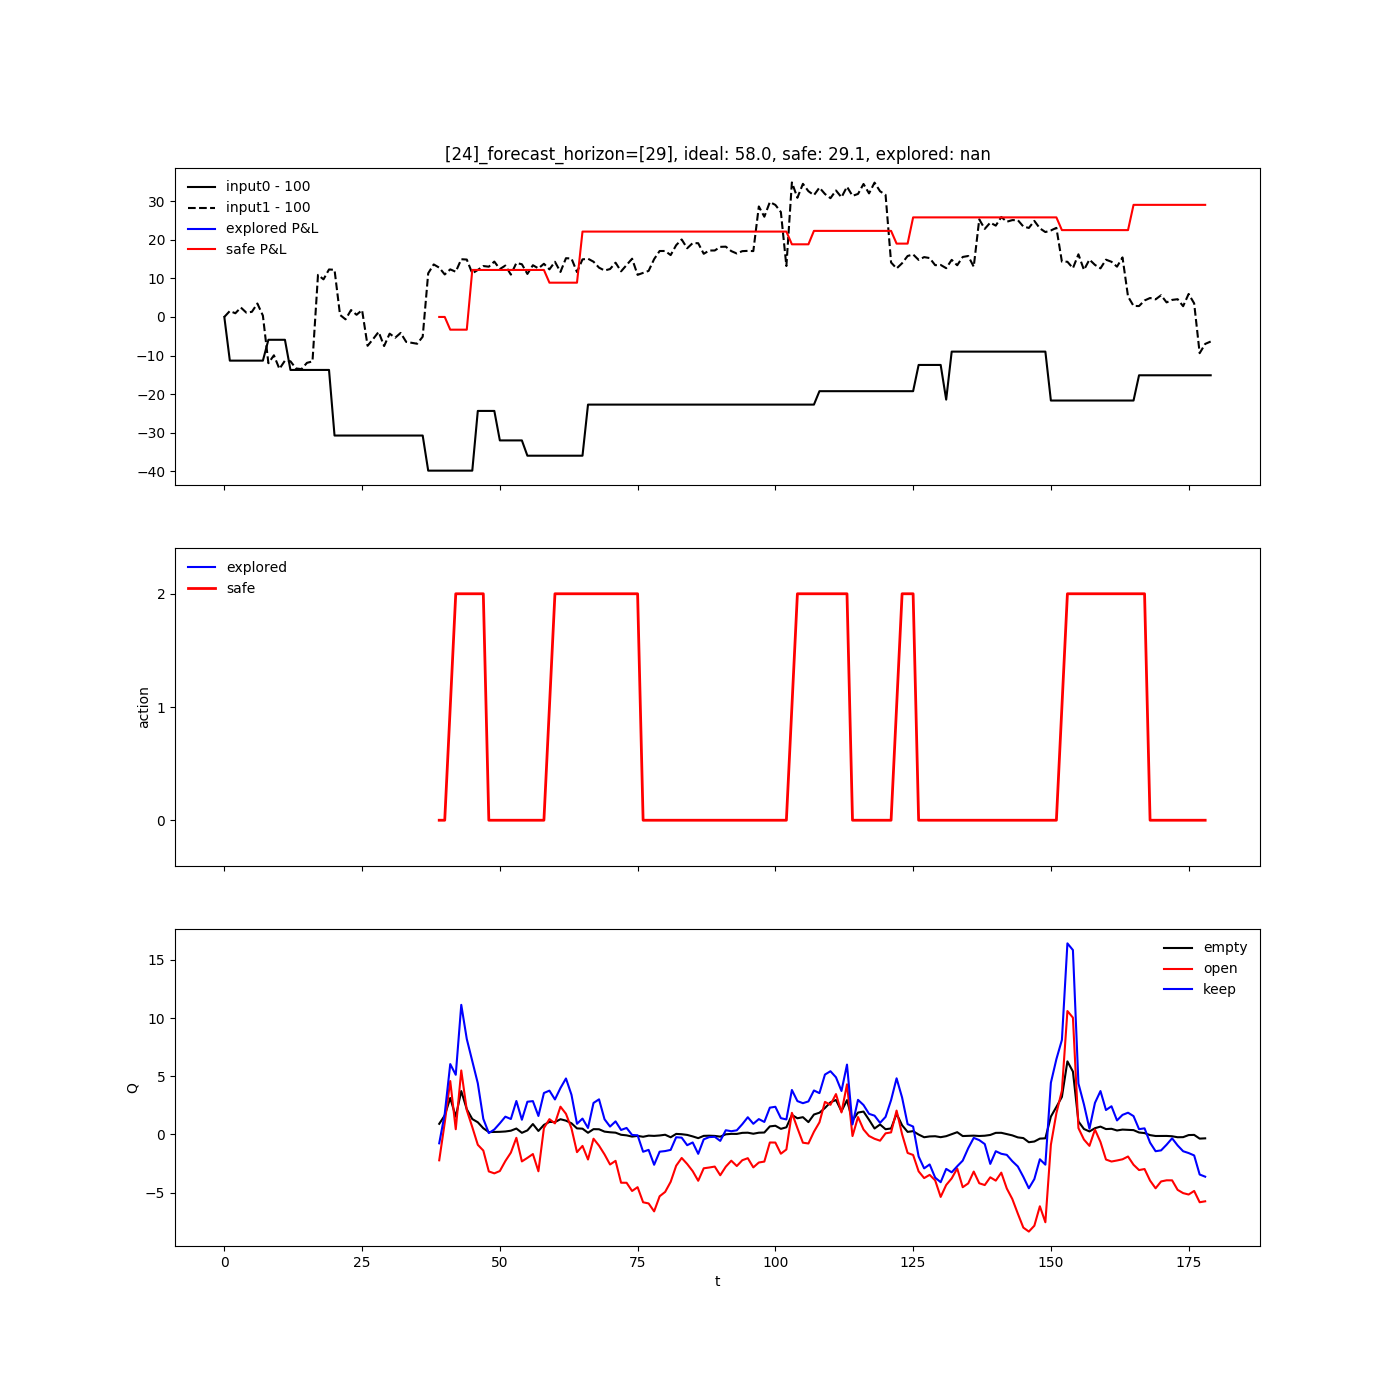 [24]_forecast_horizon=[29], ideal: 58.0, safe: 29.1, explored: nan
input0 - 100
input1 - 100
explored P&L
safe P&L
30
20
10
0
−10
−20
−30
−40
explored
safe
action
2
1
0
empty
open
keep
Q
15
10
5
0
−5
0 25 50 75 100 125 150 175
t